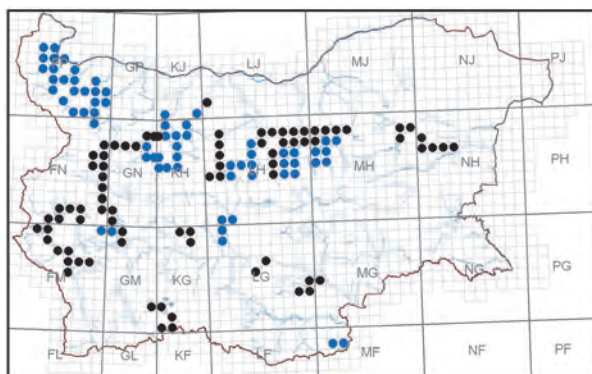 GP KJ LJ MJ NJ PJ
FN GN KH H MH NH PH
FM GM KG LG MG NG PG
FL GL KF LF MF NF PF